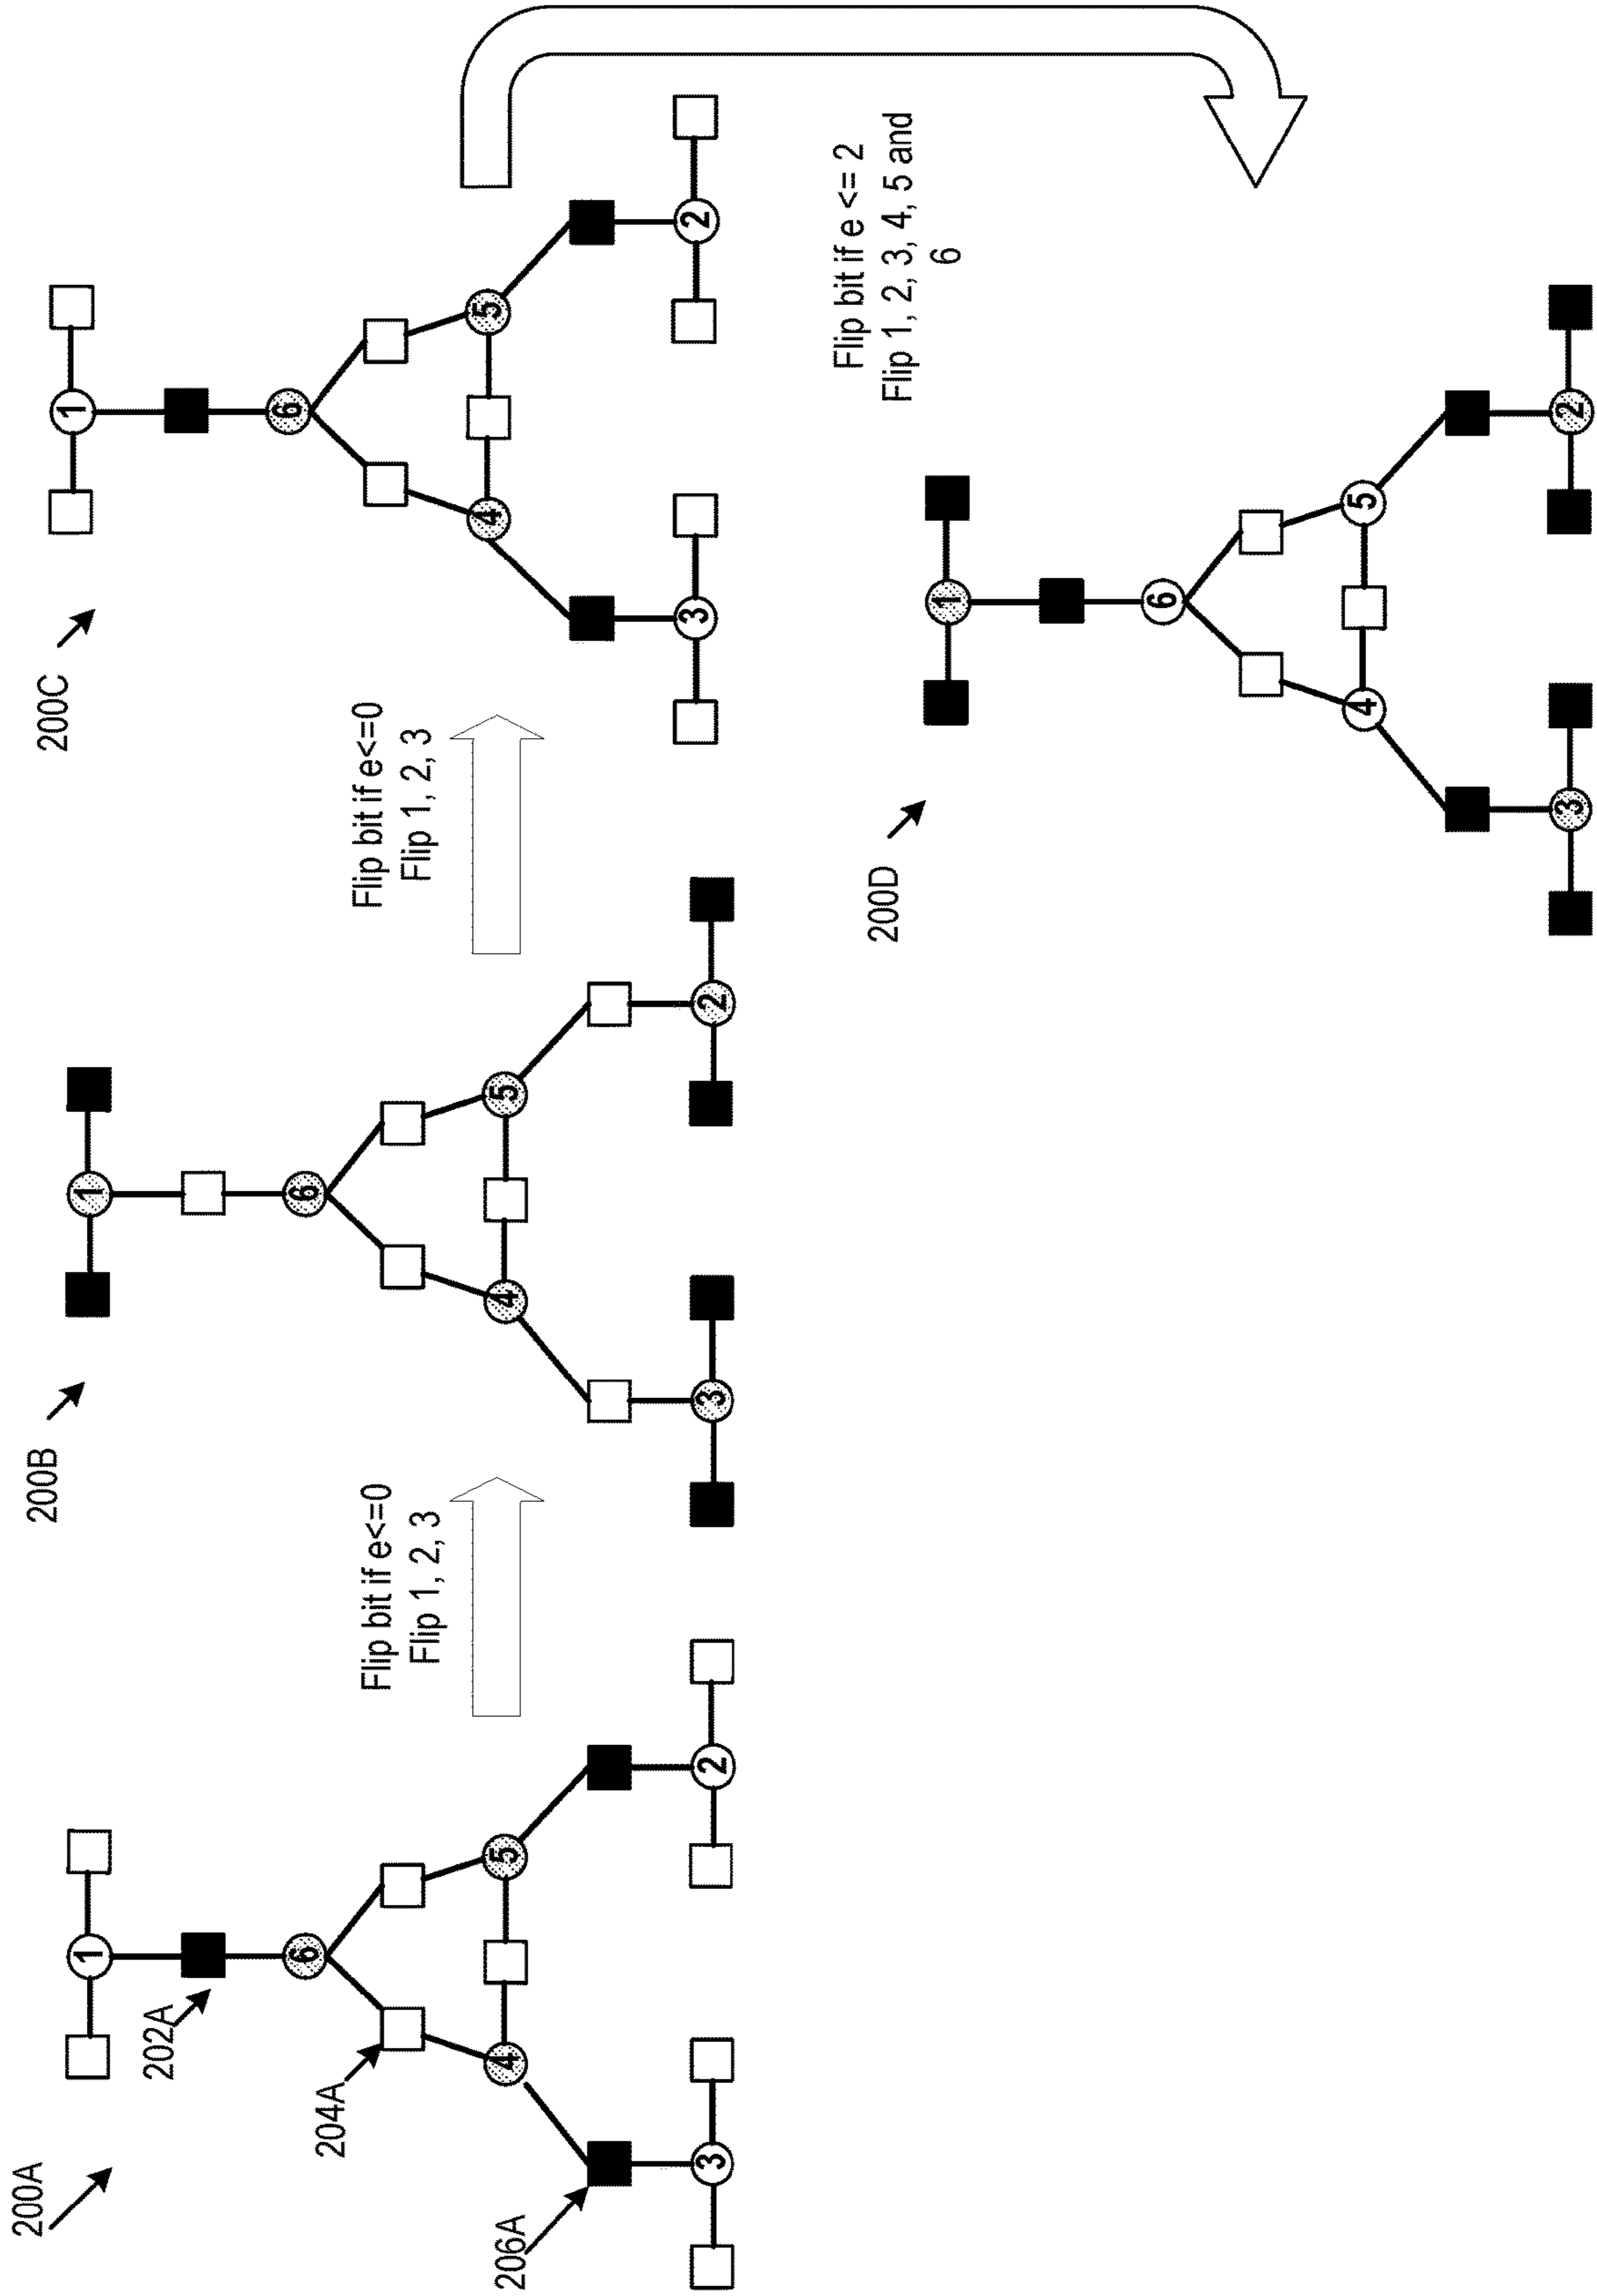 200A
1
202A
6
204A
4
5
206A
3
2
Flip bit if e<=0
Flip 1, 2, 3
200B
1
6
4
5
3
2
Flip bit if e<=0
Flip 1, 2, 3
200C
1
6
4
5
3
2
Flip bit if e <= 2
Flip 1, 2, 3, 4, 5 and
6
200D
1
6
4
5
3
2